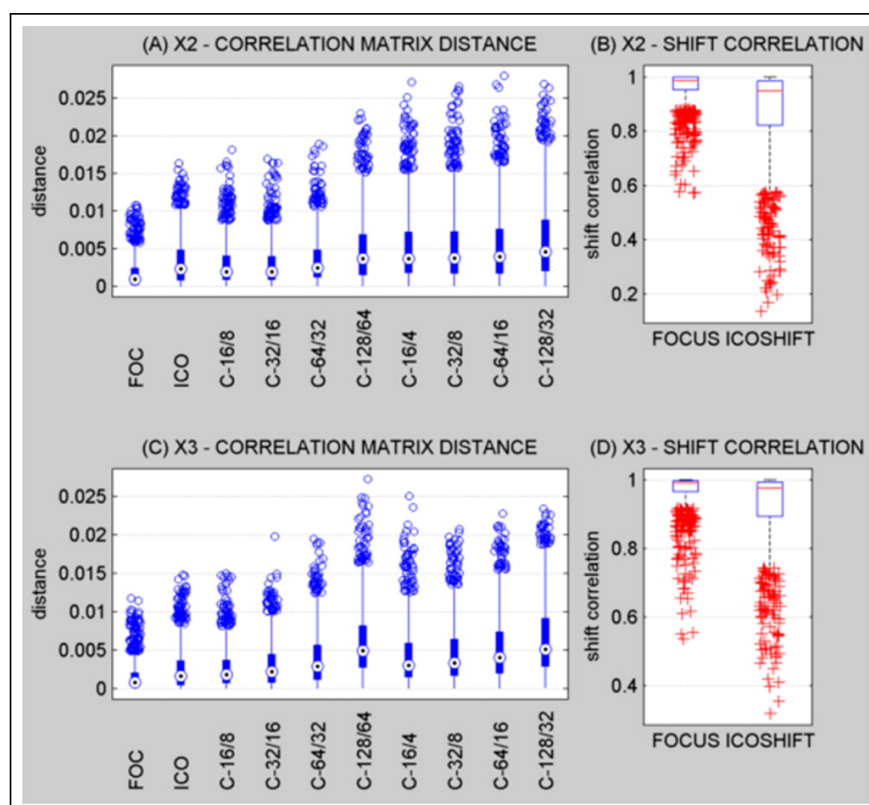 (A) X2 - CORRELATION MATRIX DISTANCE
(B) X2 - SHIFT CORRELATION
distance
0.025
0.02
0.015
0.01
0.005
0
FOC
ICO
C-16/8
C-32/16
C-64/32
C-128/64
C-16/4
C-32/8
C-64/16
C-128/32
shift correlation
1
0.8
0.6
0.4
0.2
FOCUS ICOSHIFT
(C) X3 - CORRELATION MATRIX DISTANCE
(D) X3 - SHIFT CORRELATION
distance
0.025
0.02
0.015
0.01
0.005
0
FOC
ICO
C-16/8
C-32/16
C-64/32
C-128/64
C-16/4
C-32/8
C-64/16
C-128/32
shift correlation
1
0.8
0.6
0.4
FOCUS ICOSHIFT